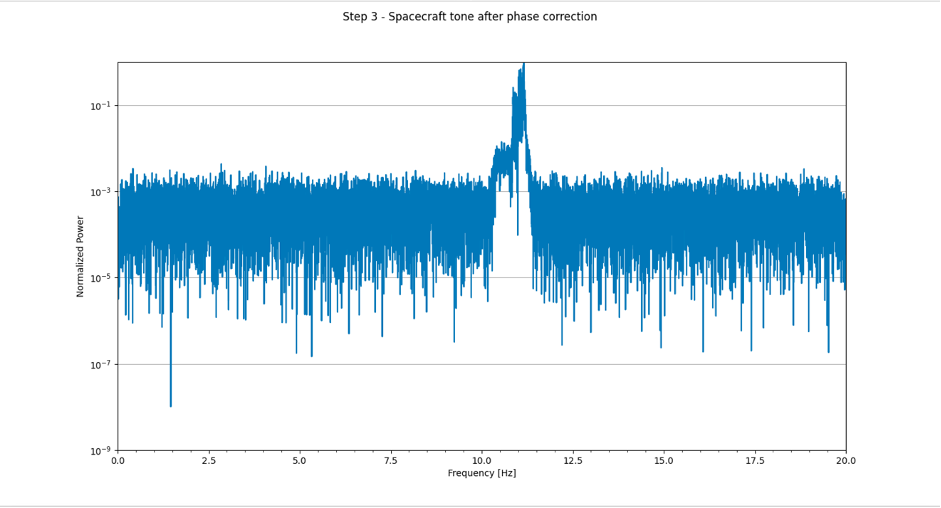 Step 3 - Spacecraft tone after phase correction
Normalized Power
10⁻¹
10⁻³
10⁻⁵
10⁻⁷
10⁻⁹
0.0 2.5 5.0 7.5 10.0 12.5 15.0 17.5 20.0
Frequency [Hz]